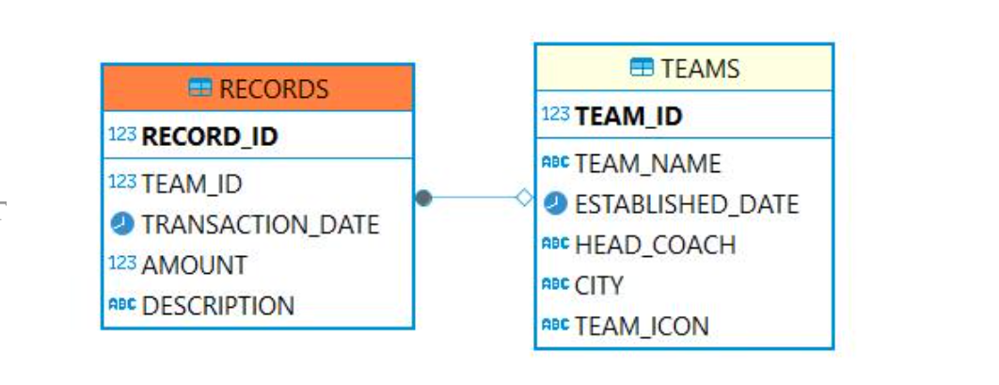 RECORDS
123 RECORD_ID
123 TEAM_ID
TRANSACTION_DATE
123 AMOUNT
ABC DESCRIPTION
TEAMS
123 TEAM_ID
ABC TEAM_NAME
ESTABLISHED_DATE
ABC HEAD_COACH
ABC CITY
ABC TEAM_ICON